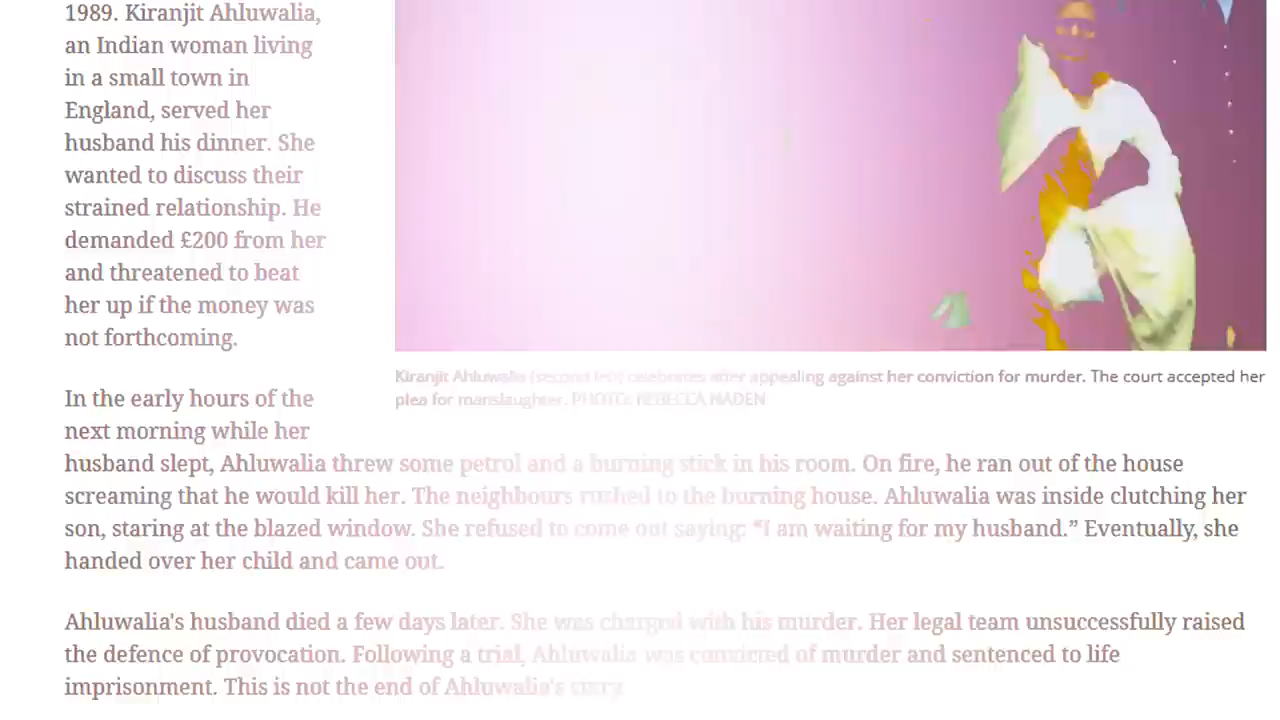 1989. Kiranjit Ahluwalia,
an Indian woman living
in a small town in
England, served her
husband his dinner. She
wanted to discuss their
strained relationship. He
demanded £200 from her
and threatened to beat
her up if the money was
not forthcoming.
Kiranjit Ahluwalia (second left) celebrates after appealing against her conviction for murder. The court accepted her
plea for manslaughter. PHOTO: REBECCA NADEN
In the early hours of the
next morning while her
husband slept, Ahluwalia threw some petrol and a burning stick in his room. On fire, he ran out of the house
screaming that he would kill her. The neighbours rushed to the burning house. Ahluwalia was inside clutching her
son, staring at the blazed window. She refused to come out saying: “I am waiting for my husband.” Eventually, she
handed over her child and came out.
Ahluwalia's husband died a few days later. She was charged with his murder. Her legal team unsuccessfully raised
the defence of provocation. Following a trial, Ahluwalia was convicted of murder and sentenced to life
imprisonment. This is not the end of Ahluwalia's story.